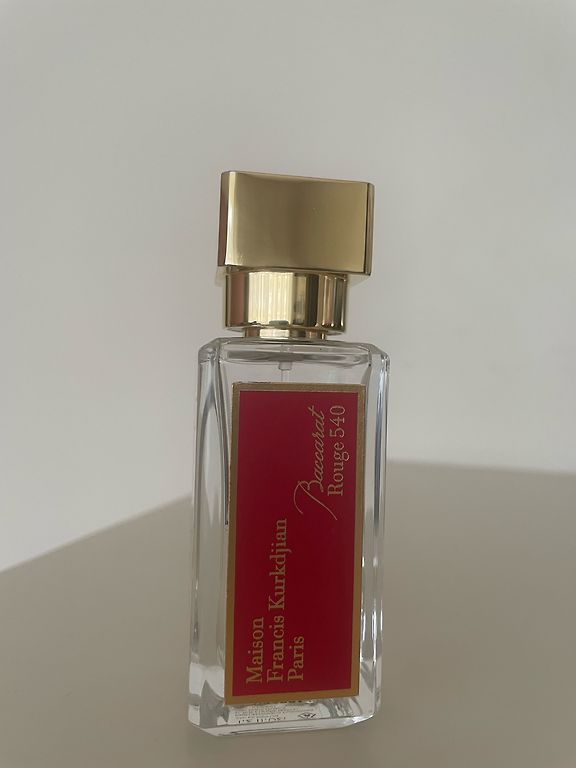 Maison
Francis Kurkdjian
Paris
Baccarat
Rouge 540